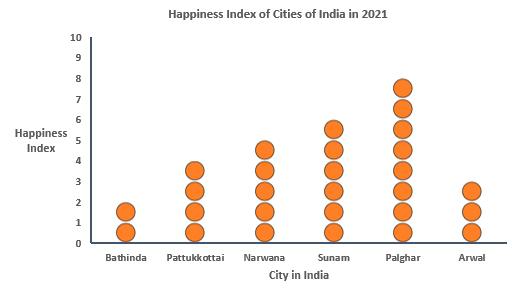 Happiness Index of Cities of India in 2021
10
9
8
7
6
5
4
3
2
1
0
Happiness
Index
Bathinda Pattukkottai Narwana Sunam Palghar Arwal
City in India